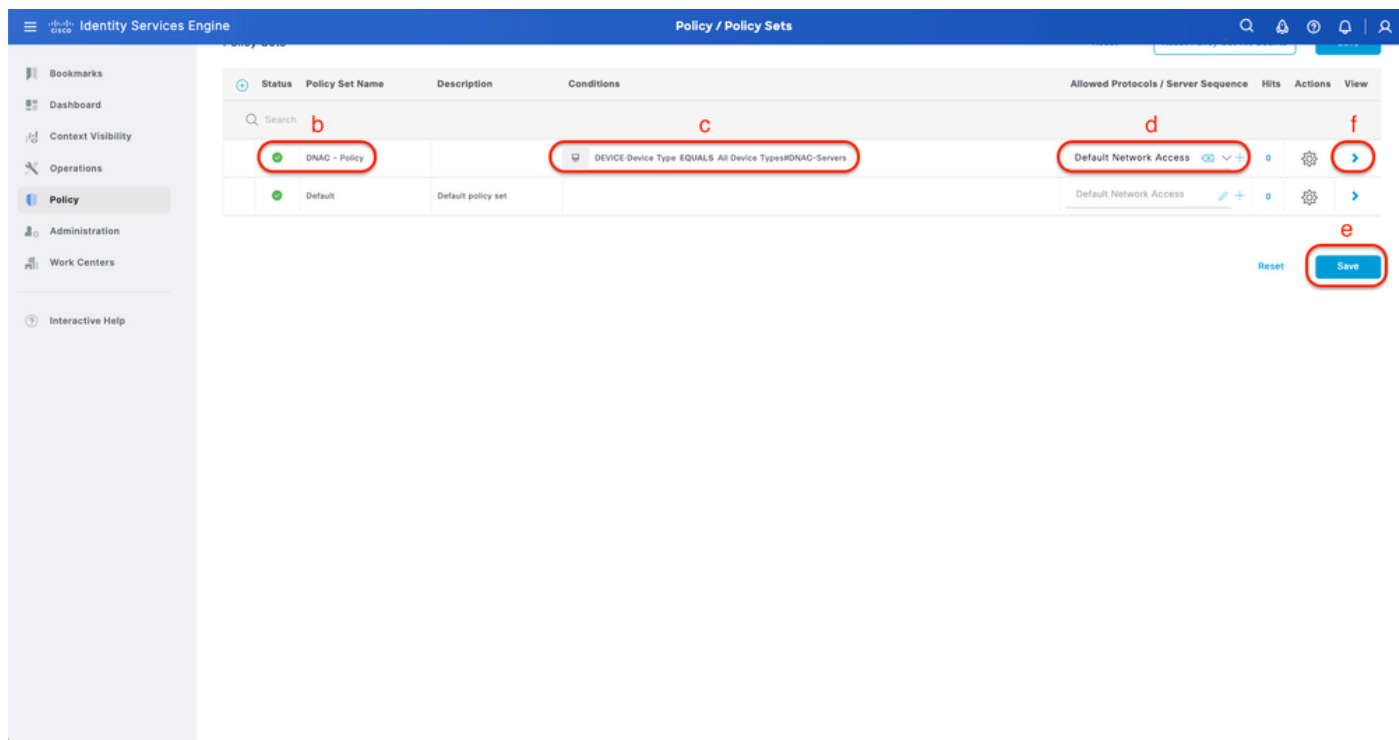 cisco Identity Services Engine
Policy / Policy Sets
Bookmarks
Dashboard
Context Visibility
Operations
Policy
Administration
Work Centers
Interactive Help
Status Policy Set Name Description Conditions Allowed Protocols / Server Sequence Hits Actions View
Search
b c d f
DNAC - Policy DEVICE-Device Type EQUALS All Device Types#DNAC-Servers Default Network Access 0
Default Default policy set Default Network Access 0
e
Reset Save